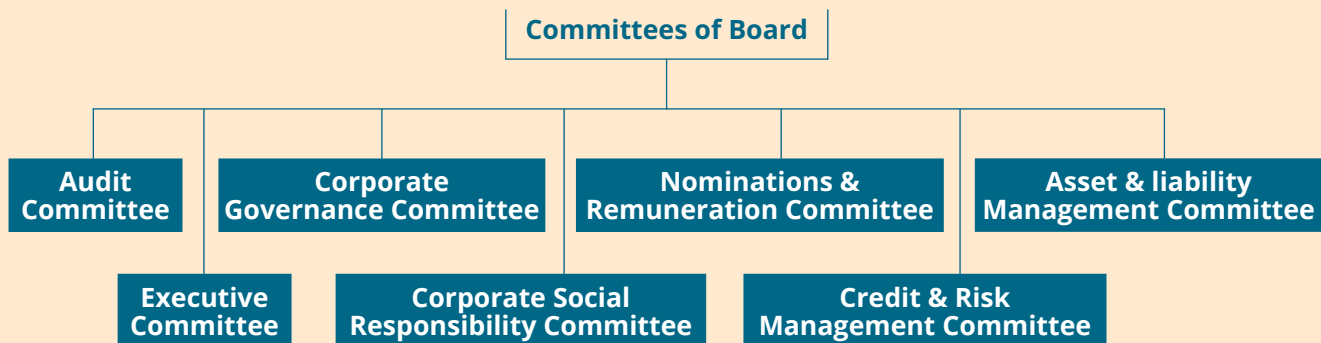 Committees of Board
Audit
Committee
Corporate
Governance Committee
Nominations &
Remuneration Committee
Asset & liability
Management Committee
Executive
Committee
Corporate Social
Responsibility Committee
Credit & Risk
Management Committee